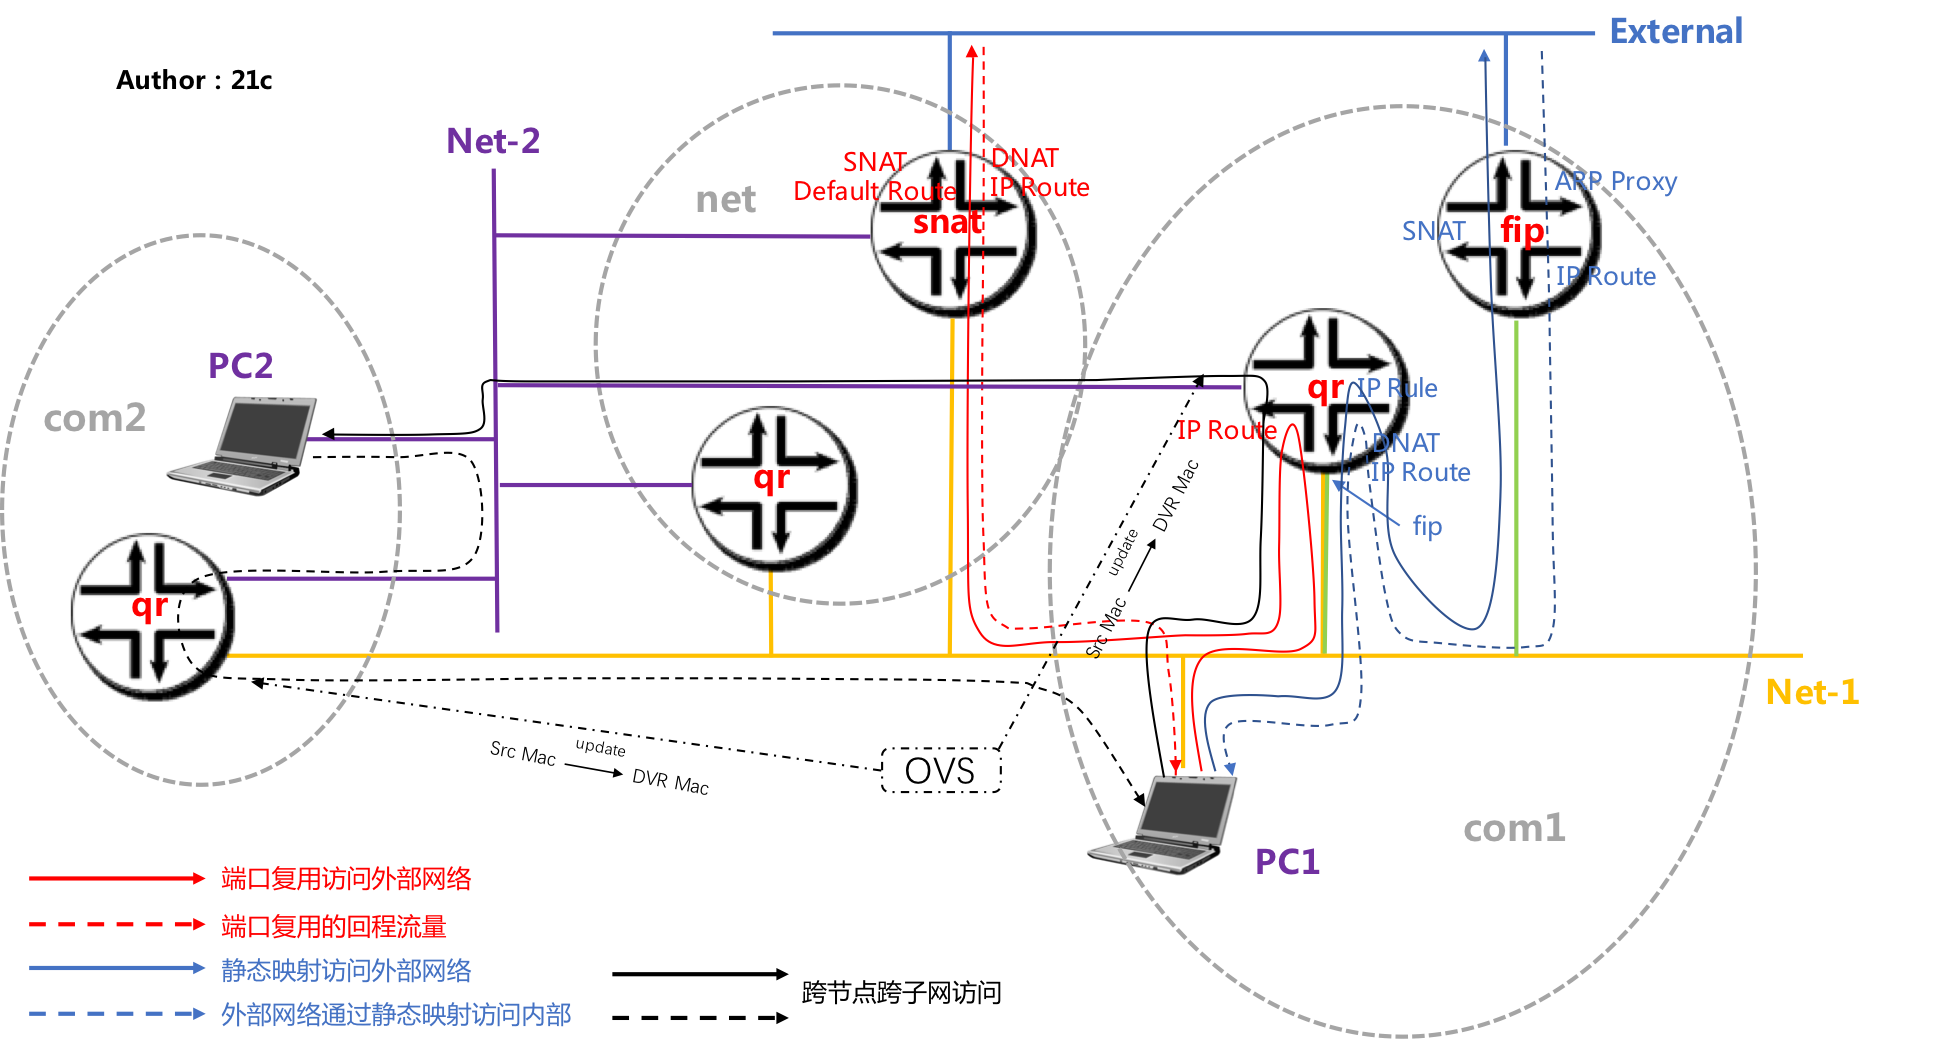 External
Author : 21c
Net-2
SNAT
Default Route
DNAT
IP Route
net
snat
ARP Proxy
SNAT
fip
IP Route
PC2
com2
qr
IP Rule
IP Route
DNAT
IP Route
qr
fip
qr
Src Mac
update
DVR Mac
Net-1
Src Mac
update
DVR Mac
OVS
com1
PC1
端口复用访问外部网络
端口复用的回程流量
静态映射访问外部网络
外部网络通过静态映射访问内部
跨节点跨子网访问